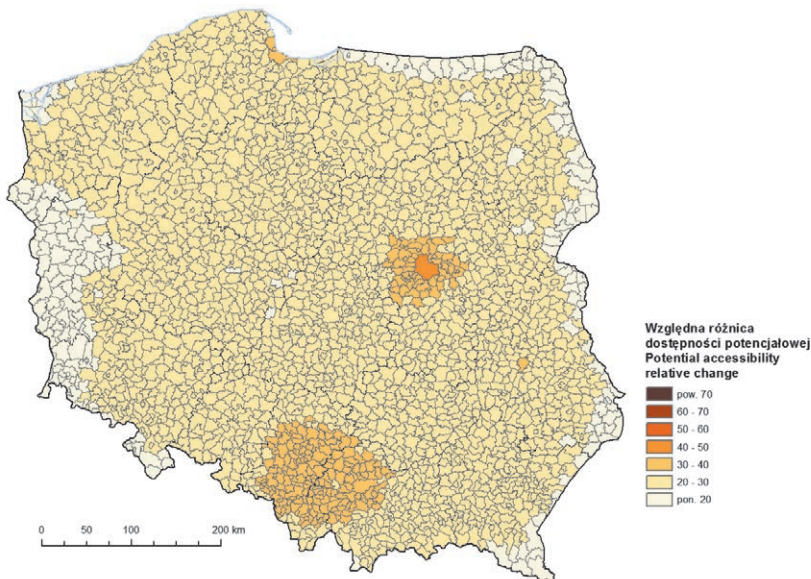 Względna różnica
dostępności potencjałowej
Potential accessibility
relative change
pow. 70
60 - 70
50 - 60
40 - 50
30 - 40
20 - 30
pon. 20
0 50 100 200 km